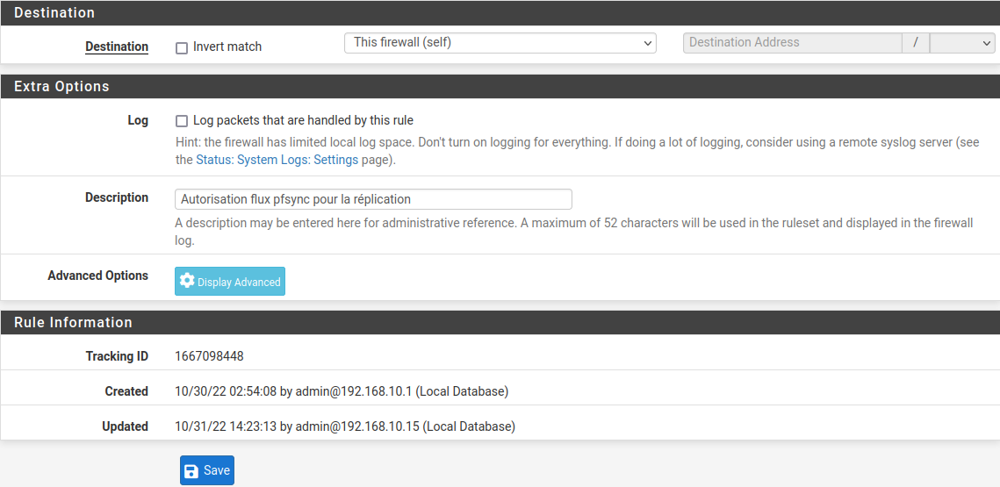 Destination
Destination Invert match This firewall (self) Destination Address /
Extra Options
Log Log packets that are handled by this rule
Hint: the firewall has limited local log space. Don't turn on logging for everything. If doing a lot of logging, consider using a remote syslog server (see
the Status: System Logs: Settings page).
Description Autorisation flux pfsync pour la réplication
A description may be entered here for administrative reference. A maximum of 52 characters will be used in the ruleset and displayed in the firewall
log.
Advanced Options Display Advanced
Rule Information
Tracking ID 1667098448
Created 10/30/22 02:54:08 by admin@192.168.10.1 (Local Database)
Updated 10/31/22 14:23:13 by admin@192.168.10.15 (Local Database)
Save